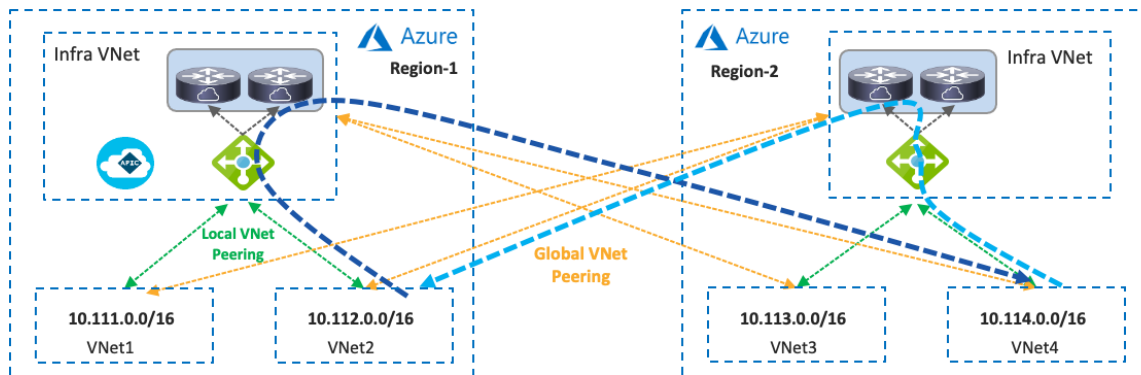 Infra VNet
Azure
Region-1
APIC
Local VNet
Peering
10.111.0.0/16
VNet1
10.112.0.0/16
VNet2
Global VNet
Peering
Azure
Region-2
Infra VNet
10.113.0.0/16
VNet3
10.114.0.0/16
VNet4